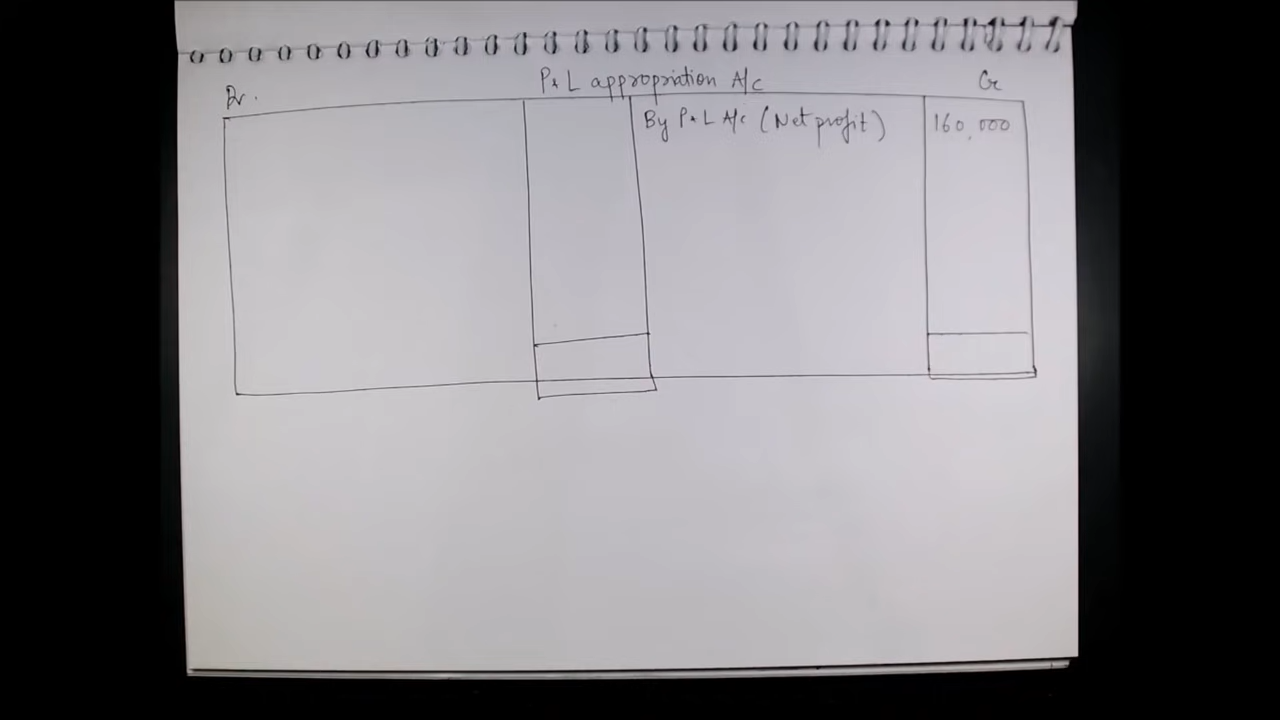 P & L appropriation A/c
Dr.
Cr
By P & L A/c (Net profit)
160,000